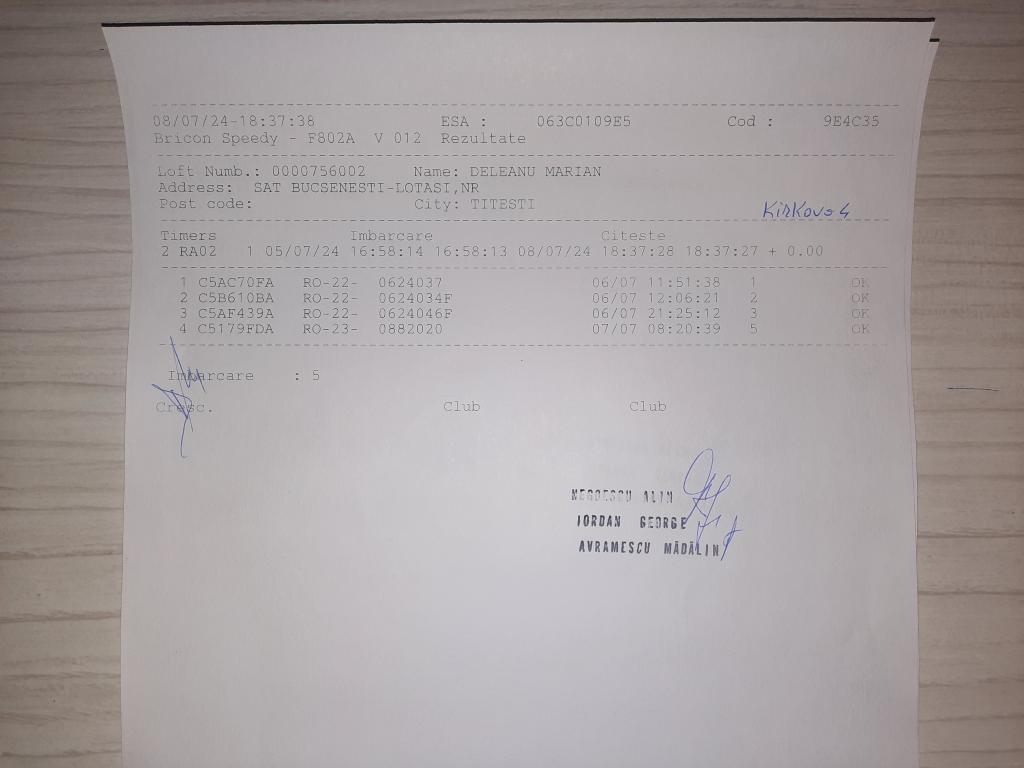 08/07/24-18:37:38 ESA : 063C0109E5 Cod : 9E4C35
Bricon Speedy - F802A V 012 Rezultate
Loft Numb.: 0000756002 Name: DELEANU MARIAN
Address: SAT BUCSENESTI-LOTASI,NR
Post code: City: TITESTI
Kirkovo 4
Timers Imbarcare Citeste
2 RA02 1 05/07/24 16:58:14 16:58:13 08/07/24 18:37:28 18:37:27 + 0.00
1 C5AC70FA RO-22- 0624037 06/07 11:51:38 1 OK
2 C5B610BA RO-22- 0624034F 06/07 12:06:21 2 OK
3 C5AF439A RO-22- 0624046F 06/07 21:25:12 3 OK
4 C5179FDA RO-23- 0882020 07/07 08:20:39 5 OK
Imbarcare : 5
Cresc. Club Club
NEGOESCU ALIN
IORDAN GEORGE
AVRAMESCU MĂDĂLIN